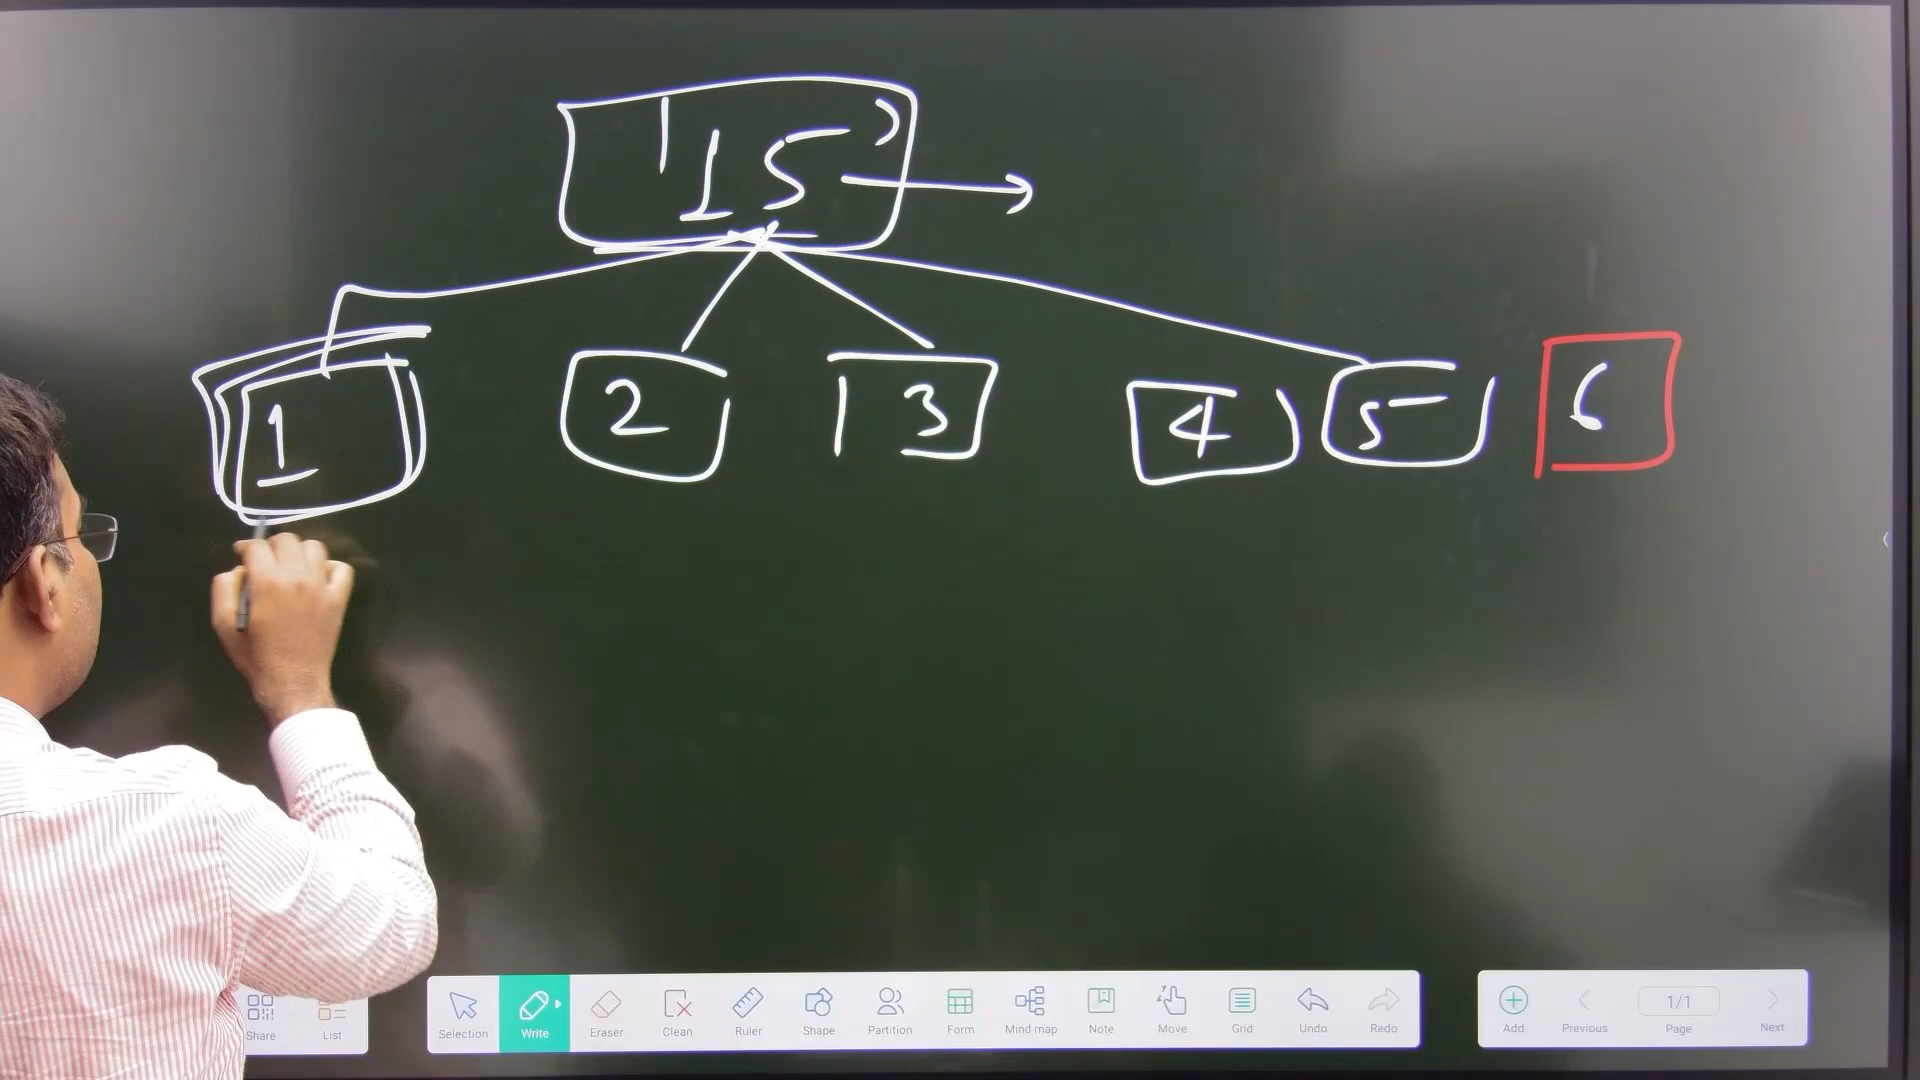 15
1 2 3 4 5 6
Share List Selection Write Eraser Clean Ruler Shape Partition Form Mind map Note Move Grid Undo Redo Add Previous 1/1 Page Next